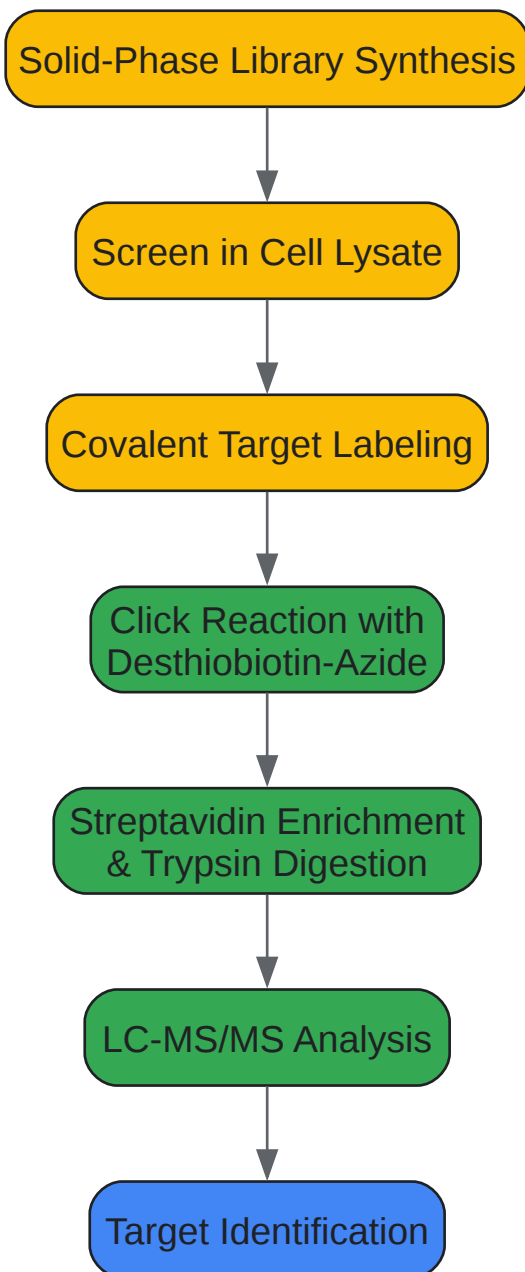 Solid-Phase Library Synthesis
Screen in Cell Lysate
Covalent Target Labeling
Click Reaction with
Desthiobiotin-Azide
Streptavidin Enrichment
& Trypsin Digestion
LC-MS/MS Analysis
Target Identification